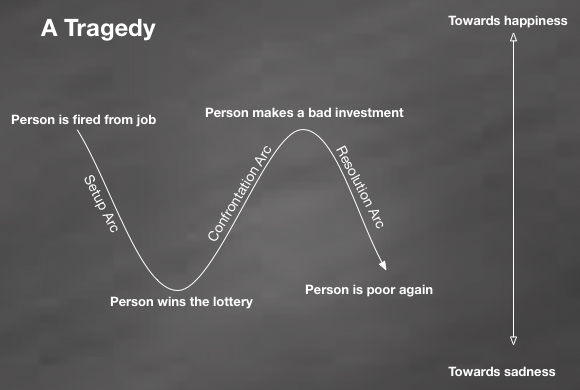 A Tragedy
Towards happiness
Person is fired from job
Person makes a bad investment
Setup Arc
Confrontation Arc
Resolution Arc
Person wins the lottery
Person is poor again
Towards sadness